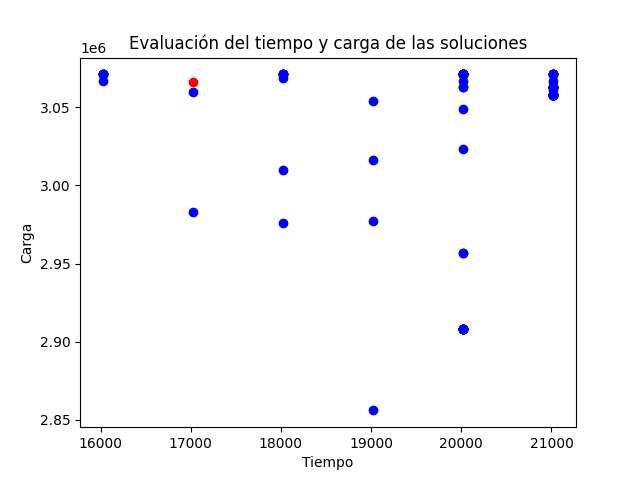 Evaluación del tiempo y carga de las soluciones
1e6
3.05
3.00
2.95
2.90
2.85
Carga
16000 17000 18000 19000 20000 21000
Tiempo